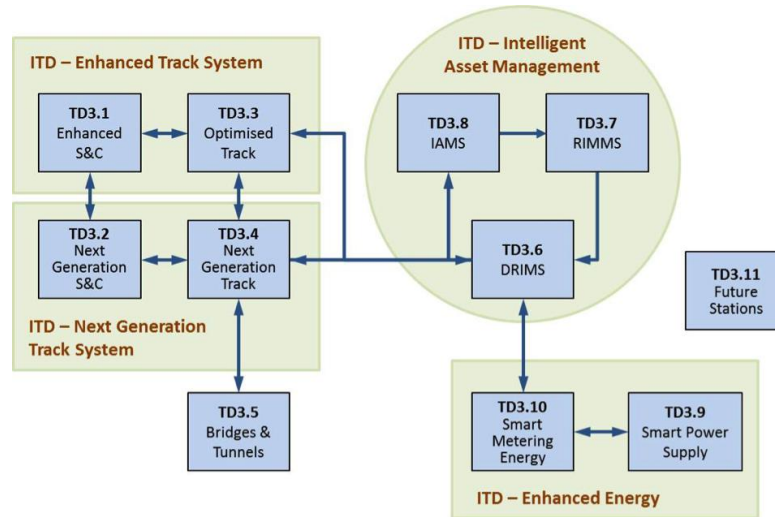 ITD – Enhanced Track System
TD3.1
Enhanced
S&C
TD3.3
Optimised
Track
TD3.2
Next
Generation
S&C
TD3.4
Next
Generation
Track
ITD – Next Generation
Track System
TD3.5
Bridges &
Tunnels
ITD – Intelligent
Asset Management
TD3.8
IAMS
TD3.7
RIMMS
TD3.6
DRIMS
TD3.11
Future
Stations
TD3.10
Smart
Metering
Energy
TD3.9
Smart Power
Supply
ITD – Enhanced Energy